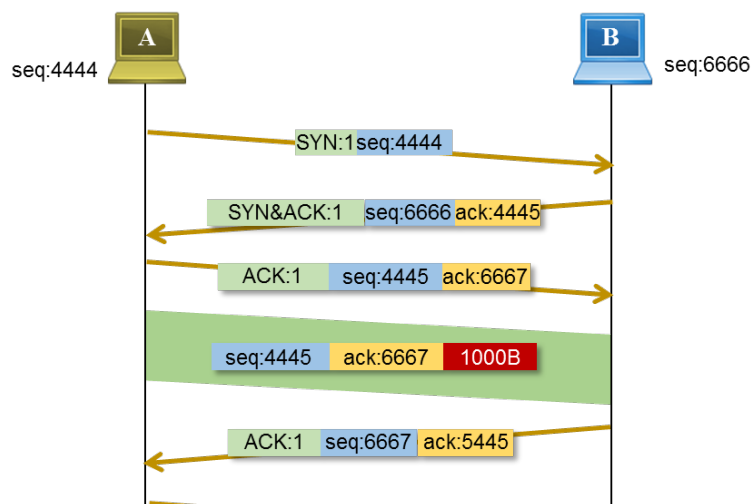 A
B
seq:4444
seq:6666
SYN:1 seq:4444
SYN&ACK:1 seq:6666 ack:4445
ACK:1 seq:4445 ack:6667
seq:4445 ack:6667 1000B
ACK:1 seq:6667 ack:5445